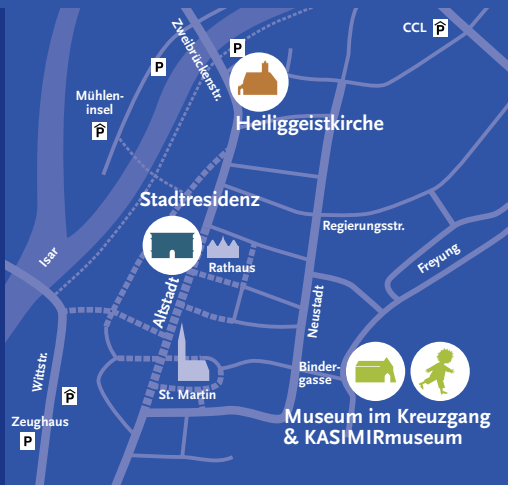 Zweibrückenstr.
CCL P
P
P
Mühlen-
insel
P
Heiliggeistkirche
Stadtresidenz
Regierungsstr.
Isar
Rathaus
Freyung
Altstadt
Neustadt
Wittstr.
Binder-
gasse
P
St. Martin
Zeughaus
P
Museum im Kreuzgang
& KASIMIRmuseum